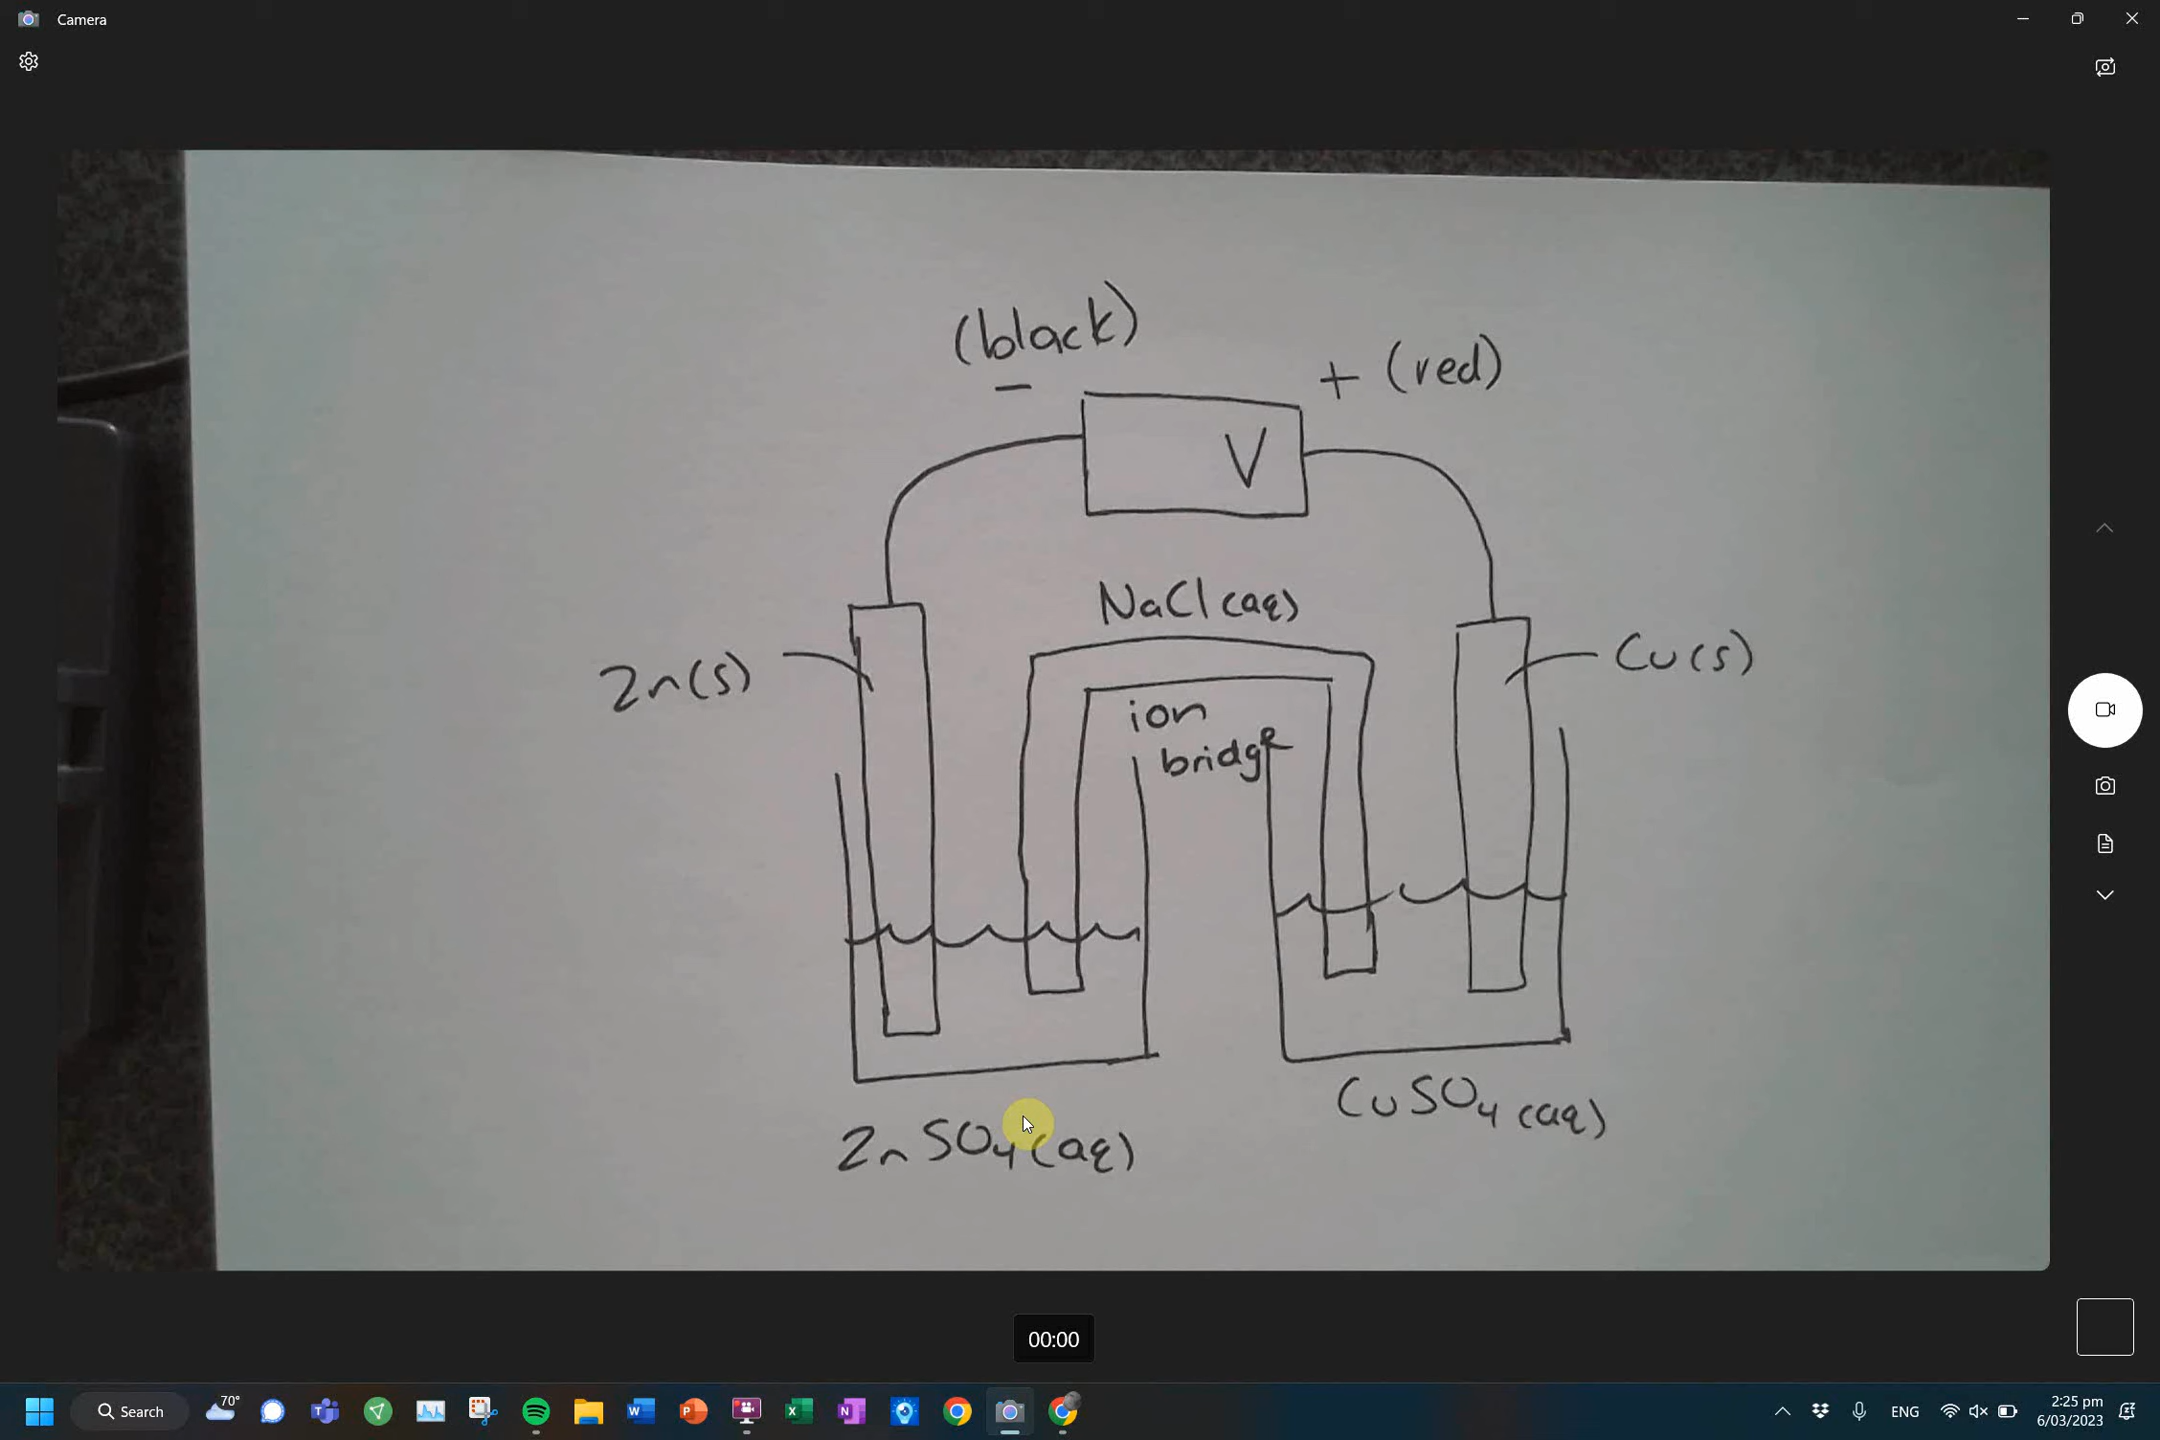 Camera
(black)
−
+ (red)
V
NaCl(aq)
Zn(s)
Cu(s)
ion
bridge
CuSO₄(aq)
ZnSO₄(aq)
00:00
Search
70°
ENG
2:25 pm
6/03/2023